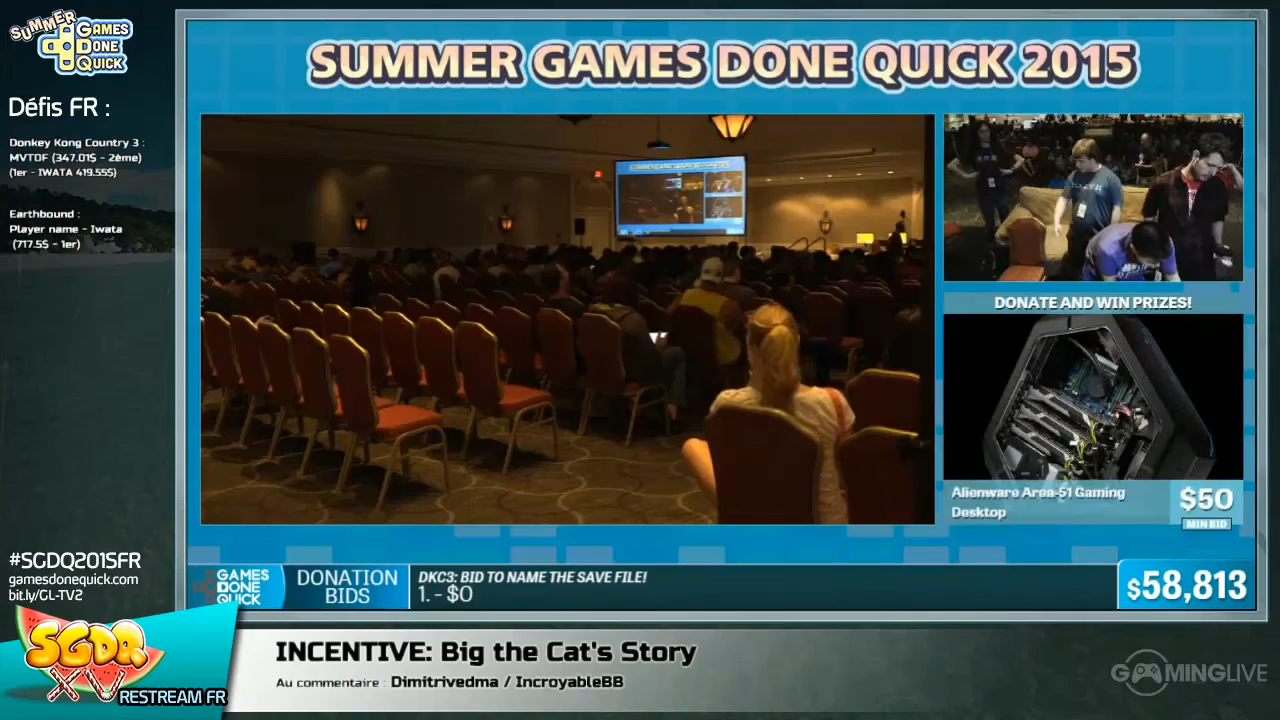 SUMMER
GAMES
DONE
QUICK
Défis FR :
Donkey Kong Country 3 :
MVTDF (347.01$ - 2ème)
(1er - IWATA 419.55$)
Earthbound :
Player name - Iwata
(717.5$ - 1er)
#SGDQ2015FR
gamesdonequick.com
bit.ly/GL-TV2
SGDQ
XV
RESTREAM FR
SUMMER GAMES DONE QUICK 2015
DONATE AND WIN PRIZES!
Alienware Area-51 Gaming
Desktop
$50
MIN BID
GAMES
DONE
QUICK
DONATION
BIDS
DKC3: BID TO NAME THE SAVE FILE!
1. - $0
$58,813
INCENTIVE: Big the Cat's Story
Au commentaire : Dimitrivedma / IncroyableBB
GAMINGLIVE